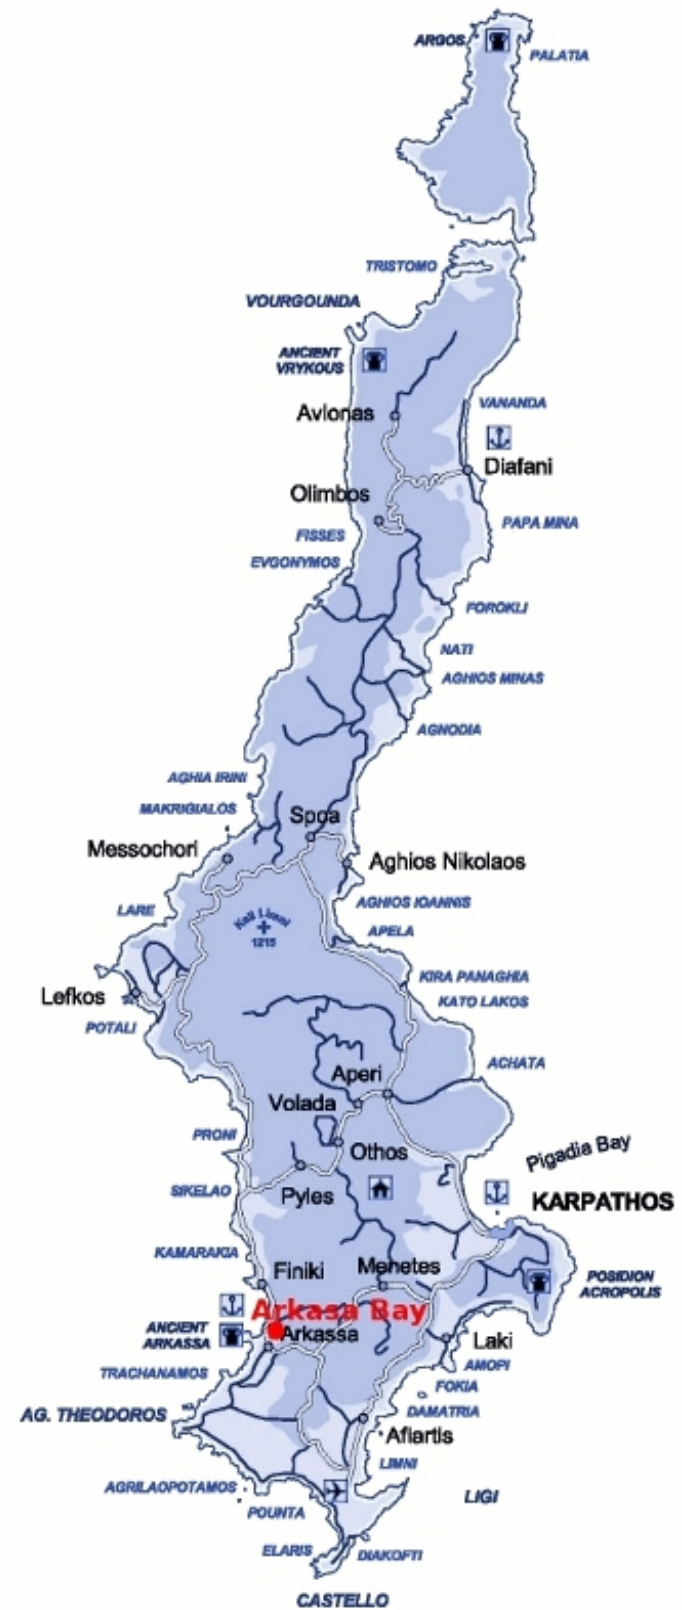 ARGOS
PALATIA
TRISTOMO
VOURGOUNDA
ANCIENT
VRYKOUS
Avlonas
VANANDA
Diafani
Olimbos
PAPA MINA
FISSES
EVGONYMOS
FOROKLI
NATI
AGHIOS MINAS
AGNODIA
AGHIA IRINI
MAKRIGIALOS
Spoa
Messochori
Aghios Nikolaos
AGHIOS IOANNIS
LARE
Kali Limni
1215
APELA
KIRA PANAGHIA
Lefkos
KATO LAKOS
POTALI
ACHATA
Aperi
Volada
PRONI
Othos
Pigadia Bay
SIKELAO
Pyles
KARPATHOS
KAMARAKIA
Finiki
Menetes
POSIDION
ACROPOLIS
Arkasa Bay
ANCIENT
ARKASSA
Arkassa
Laki
AMOPI
TRACHANAMOS
FOKIA
AG. THEODOROS
DAMATRIA
Afiartis
LIMNI
AGRILAOPOTAMOS
LIGI
POUNTA
ELARIS
DIAKOFTI
CASTELLO